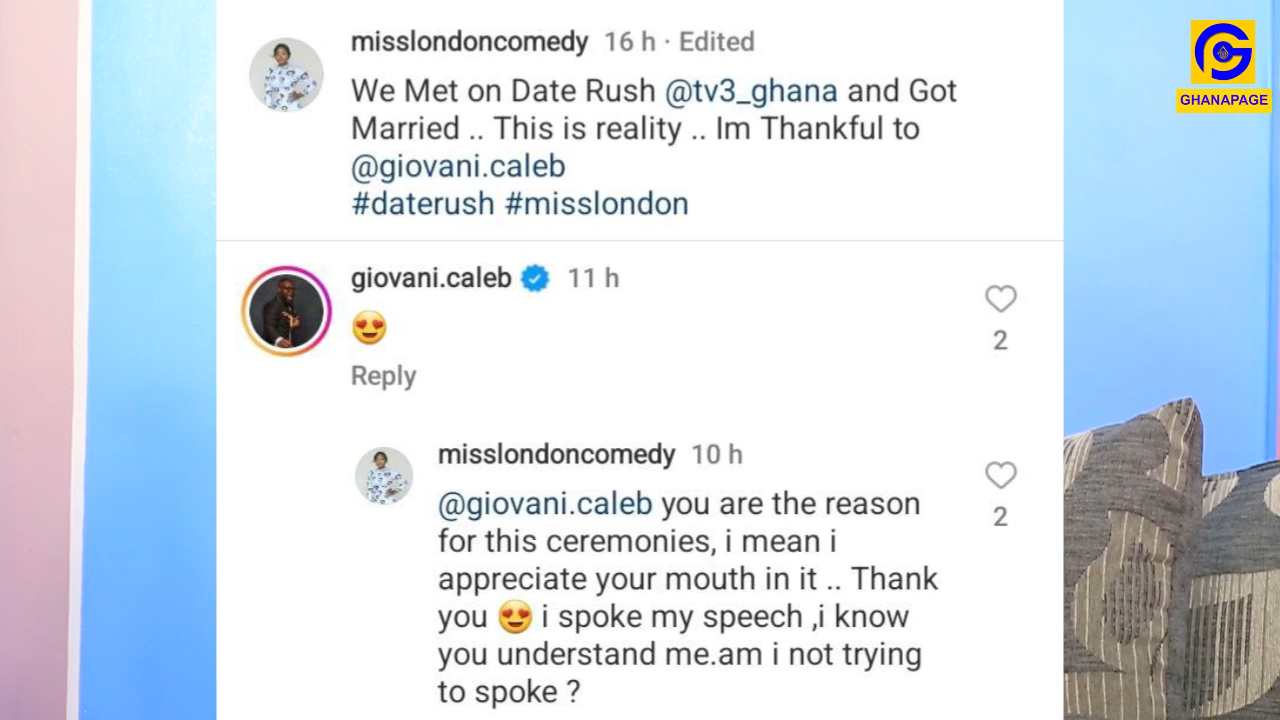 misslondoncomedy 16 h · Edited
We Met on Date Rush @tv3_ghana and Got
Married .. This is reality .. Im Thankful to
@giovani.caleb
#daterush #misslondon
GHANAPAGE
giovani.caleb 11 h
😍
2
Reply
misslondoncomedy 10 h
@giovani.caleb you are the reason
for this ceremonies, i mean i
appreciate your mouth in it .. Thank
you 😍 i spoke my speech ,i know
you understand me.am i not trying
to spoke ?
2